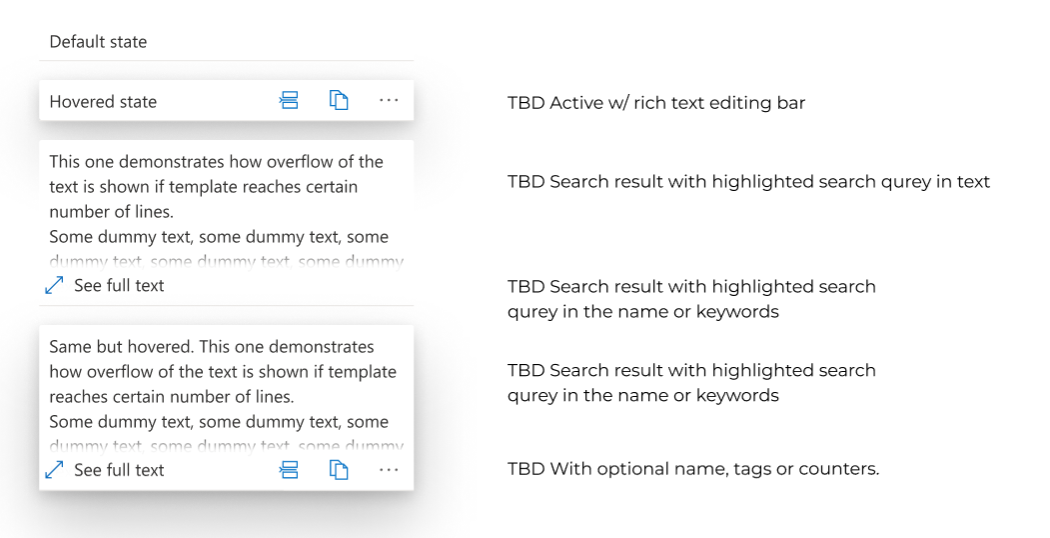 Default state
Hovered state
This one demonstrates how overflow of the
text is shown if template reaches certain
number of lines.
Some dummy text, some dummy text, some
dummy text, some dummy text, some dummy
See full text
Same but hovered. This one demonstrates
how overflow of the text is shown if template
reaches certain number of lines.
Some dummy text, some dummy text, some
dummy text, some dummy text, some dummy
See full text
TBD Active w/ rich text editing bar
TBD Search result with highlighted search qurey in text
TBD Search result with highlighted search
qurey in the name or keywords
TBD Search result with highlighted search
qurey in the name or keywords
TBD With optional name, tags or counters.